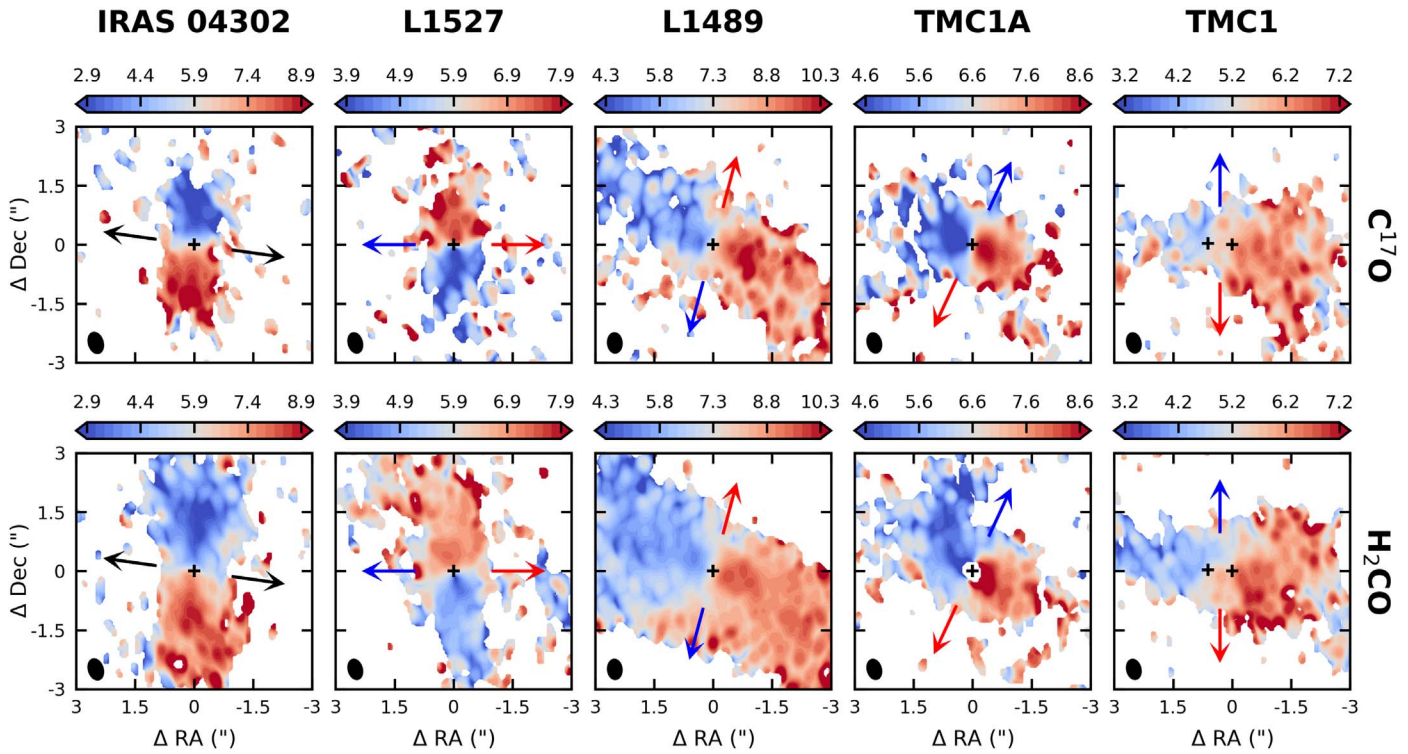 IRAS 04302 L1527 L1489 TMC1A TMC1
2.9 4.4 5.9 7.4 8.9 3.9 4.9 5.9 6.9 7.9 4.3 5.8 7.3 8.8 10.3 4.6 5.6 6.6 7.6 8.6 3.2 4.2 5.2 6.2 7.2
3
1.5
Δ Dec (") 0 C¹⁷O
-1.5
-3
2.9 4.4 5.9 7.4 8.9 3.9 4.9 5.9 6.9 7.9 4.3 5.8 7.3 8.8 10.3 4.6 5.6 6.6 7.6 8.6 3.2 4.2 5.2 6.2 7.2
3
1.5
Δ Dec (") 0 H₂CO
-1.5
-3
3 1.5 0 -1.5 -3 3 1.5 0 -1.5 -3 3 1.5 0 -1.5 -3 3 1.5 0 -1.5 -3 3 1.5 0 -1.5 -3
Δ RA (") Δ RA (") Δ RA (") Δ RA (") Δ RA (")